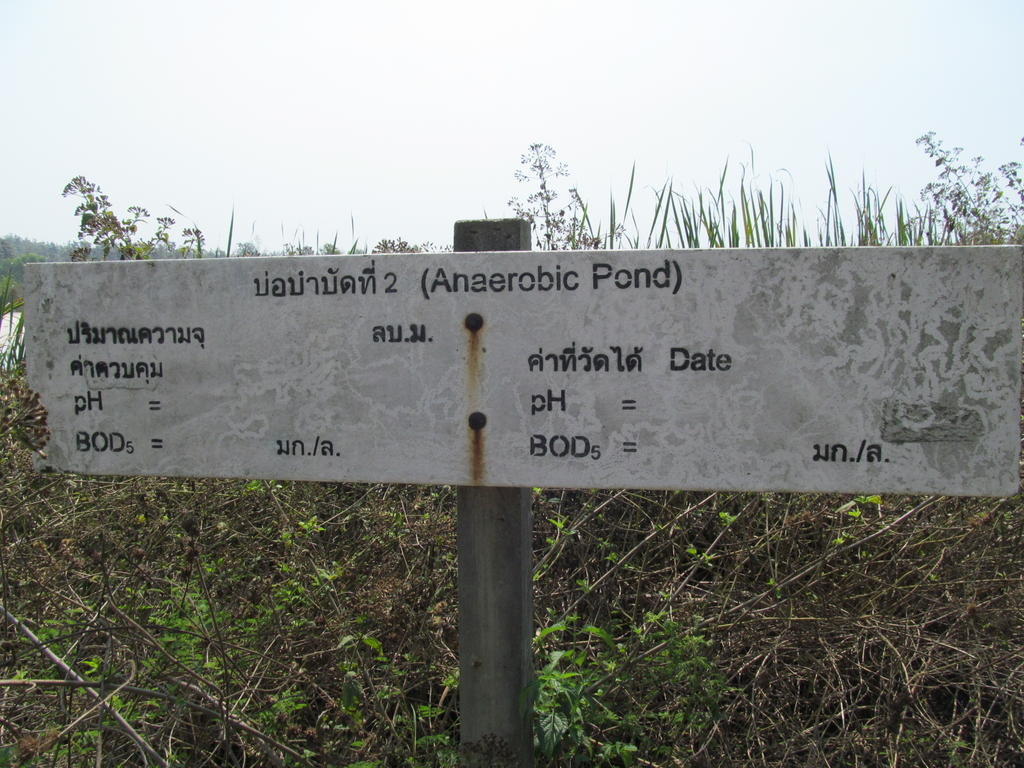 บ่อบำบัดที่ 2 (Anaerobic Pond)
ปริมาณความจุ ลบ.ม.
ค่าควบคุม
pH =
BOD₅ = มก./ล.
ค่าที่วัดได้ Date
pH =
BOD₅ = มก./ล.